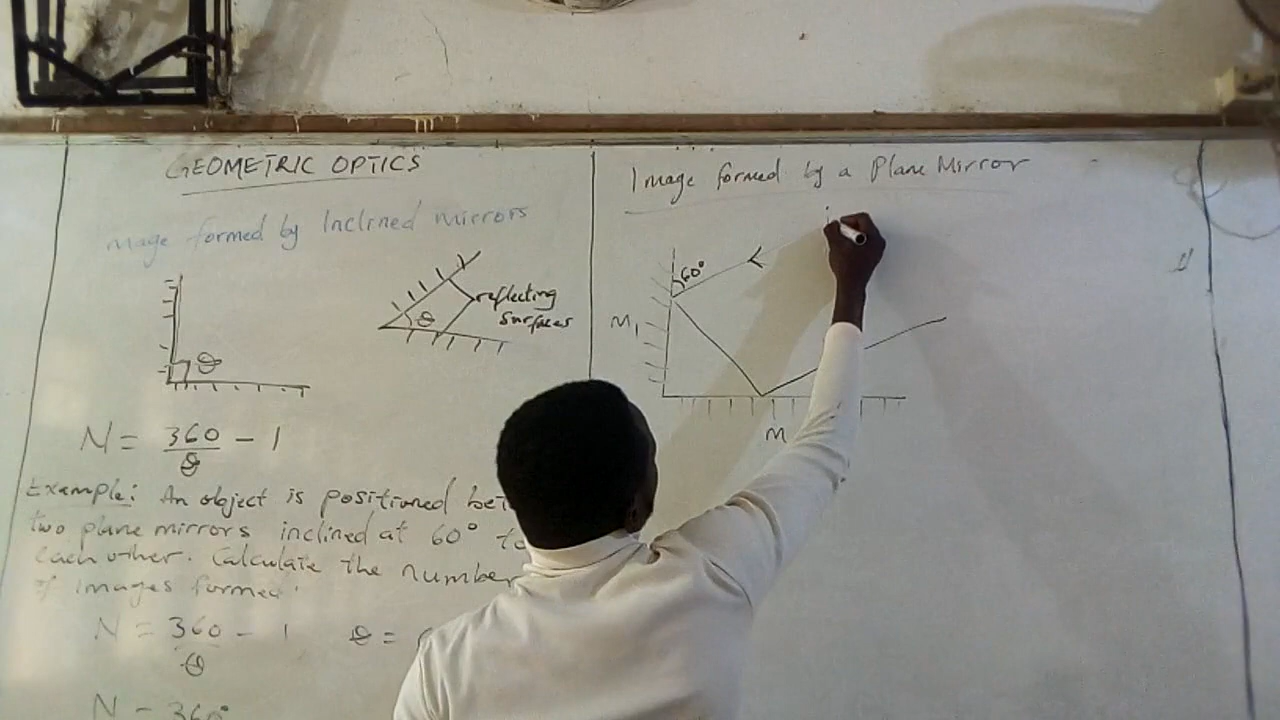 GEOMETRIC OPTICS
mage formed by Inclined mirrors
reflecting
surfaces
θ
θ
N = 360/θ - 1
Example: An object is positioned bet
two plane mirrors inclined at 60° to
each other. Calculate the number
of images formed.
N = 360/θ - 1 θ =
N = 360°
Image formed by a Plane Mirror
60°
M₁
M